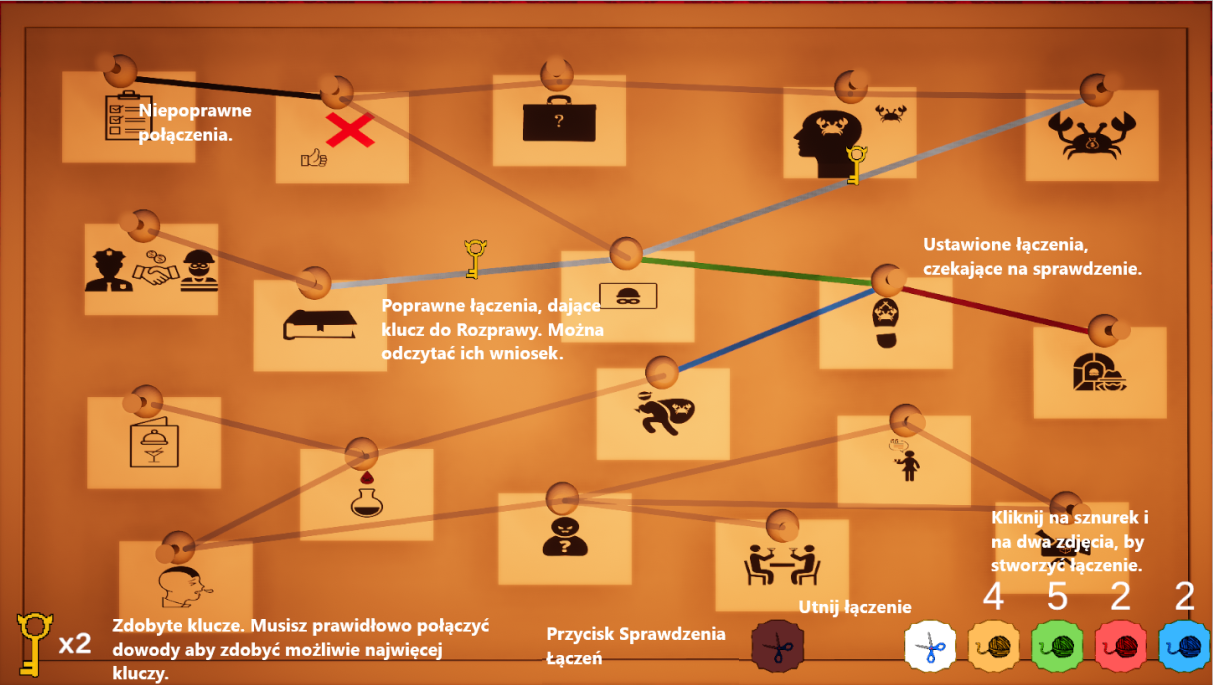 Niepoprawne
połączenia.
Ustawione łączenia,
czekające na sprawdzenie.
Poprawne łączenia, dające
klucz do Rozprawy. Można
odczytać ich wniosek.
Kliknij na sznurek i
na dwa zdjęcia, by
stworzyć łączenie.
4 5 2 2
Utnij łączenie
x2
Zdobyte klucze. Musisz prawidłowo połączyć
dowody aby zdobyć możliwie najwięcej
kluczy.
Przycisk Sprawdzenia
Łączeń
?
?